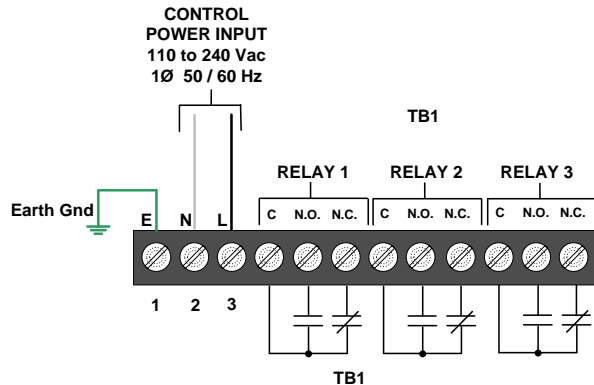 CONTROL
POWER INPUT
110 to 240 Vac
1Ø 50 / 60 Hz
TB1
RELAY 1 RELAY 2 RELAY 3
Earth Gnd
E N L C N.O. N.C. C N.O. N.C. C N.O. N.C.
1 2 3
TB1